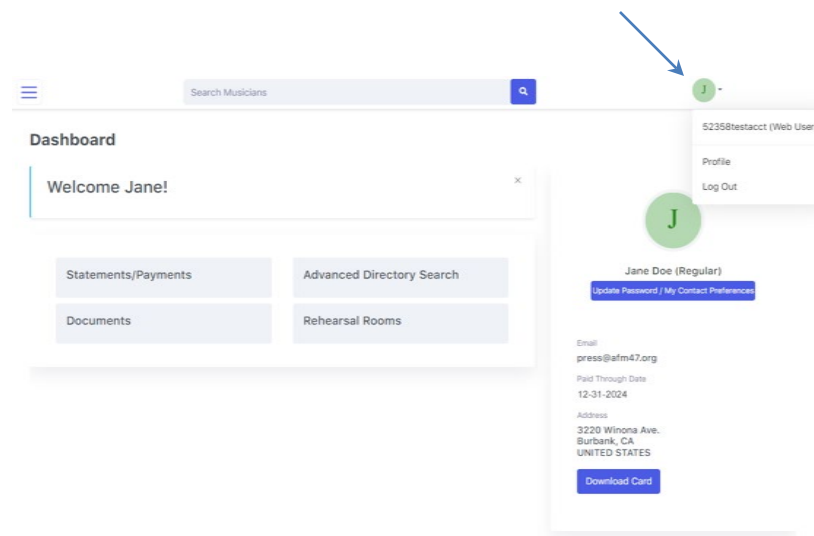 Search Musicians
J
52358testacct (Web User
Profile
Log Out
Dashboard
Welcome Jane!
×
Statements/Payments
Advanced Directory Search
Documents
Rehearsal Rooms
J
Jane Doe (Regular)
Update Password / My Contact Preferences
Email
press@afm47.org
Paid Through Date
12-31-2024
Address
3220 Winona Ave.
Burbank, CA
UNITED STATES
Download Card